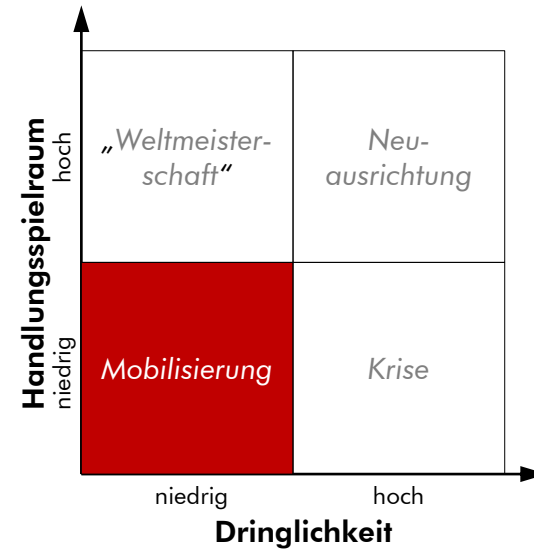 Handlungsspielraum
hoch
niedrig
„Weltmeister-
schaft“
Neu-
ausrichtung
Mobilisierung
Krise
niedrig
hoch
Dringlichkeit